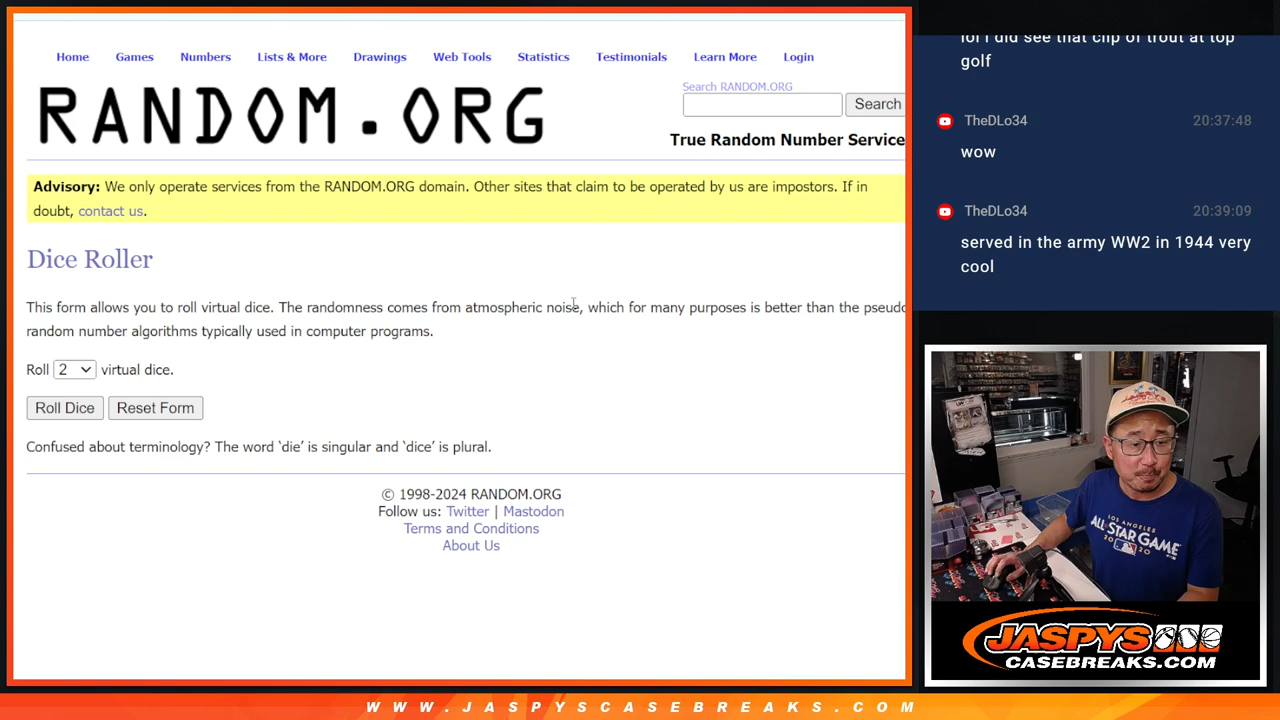 Home Games Numbers Lists & More Drawings Web Tools Statistics Testimonials Learn More Login
RANDOM.ORG
Search RANDOM.ORG
Search
True Random Number Service
Advisory: We only operate services from the RANDOM.ORG domain. Other sites that claim to be operated by us are impostors. If in
doubt, contact us.
Dice Roller
This form allows you to roll virtual dice. The randomness comes from atmospheric noise, which for many purposes is better than the pseudo
random number algorithms typically used in computer programs.
Roll 2 virtual dice.
Roll Dice Reset Form
Confused about terminology? The word ‘die’ is singular and ‘dice’ is plural.
© 1998-2024 RANDOM.ORG
Follow us: Twitter | Mastodon
Terms and Conditions
About Us
lol i did see that clip of trout at top
golf
TheDLo34 20:37:48
wow
TheDLo34 20:39:09
served in the army WW2 in 1944 very
cool
LOS ANGELES
ALL-STAR GAME
2020
JASPYS
CASEBREAKS.COM
WWW.JASPYSCASEBREAKS.COM